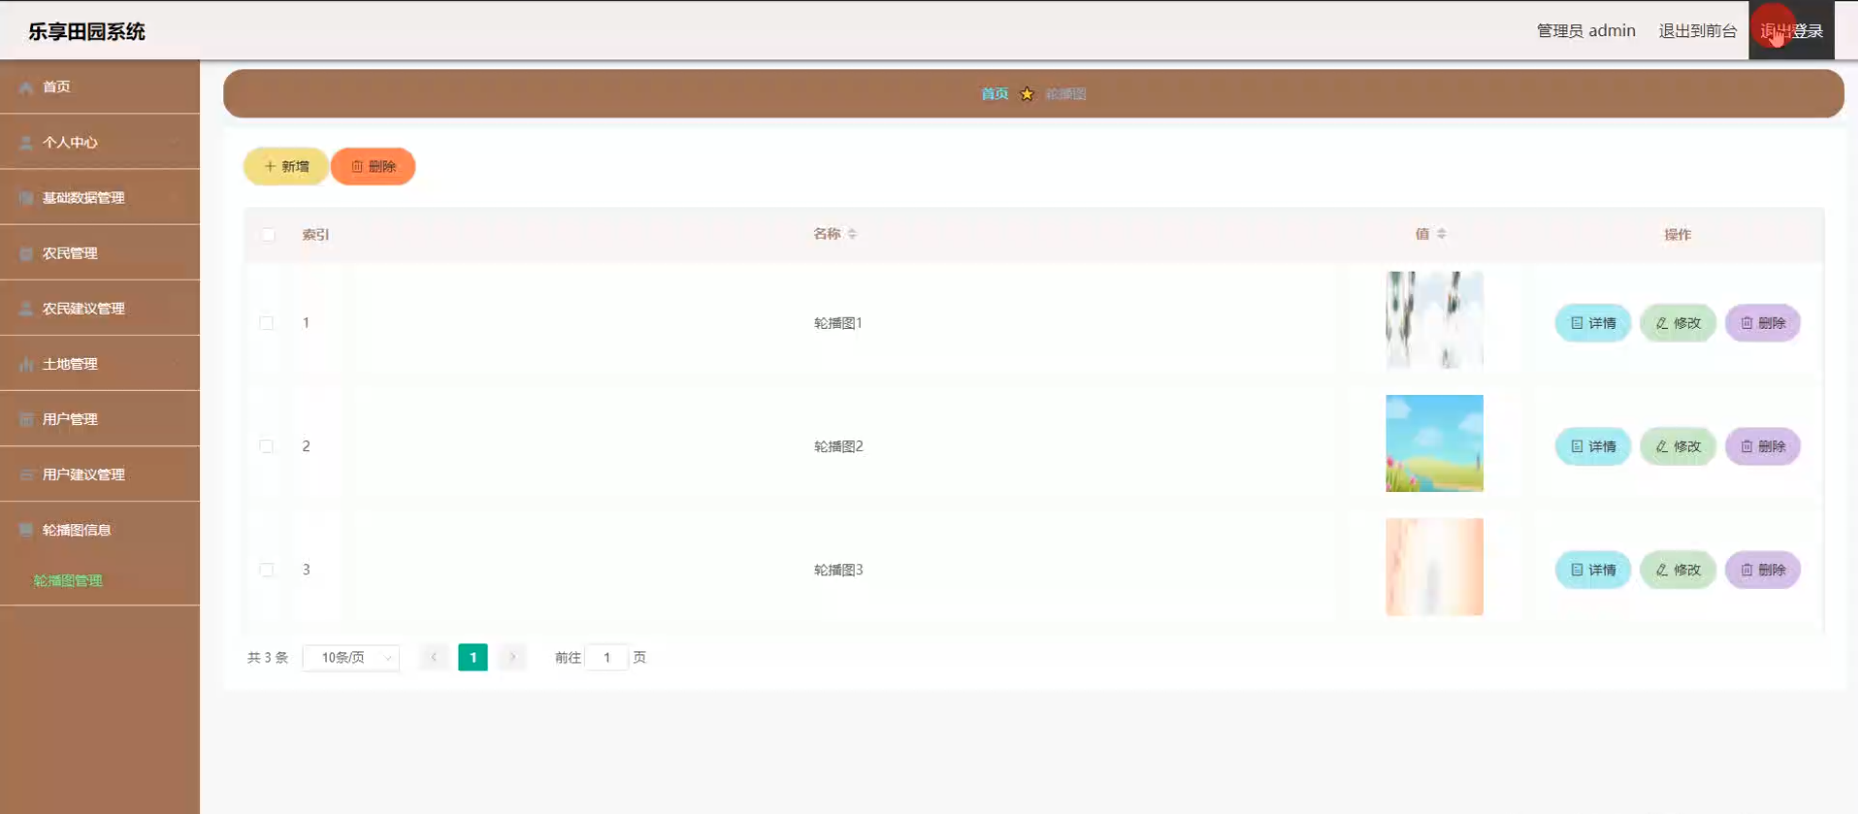 乐享田园系统
管理员 admin 退出到前台 退出登录
首页
个人中心
基础数据管理
农民管理
农民建议管理
土地管理
用户管理
用户建议管理
轮播图信息
轮播图管理
首页 轮播图
新增 删除
索引 名称 值 操作
1 轮播图1 详情 修改 删除
2 轮播图2 详情 修改 删除
3 轮播图3 详情 修改 删除
共 3 条 10条/页 1 前往 1 页